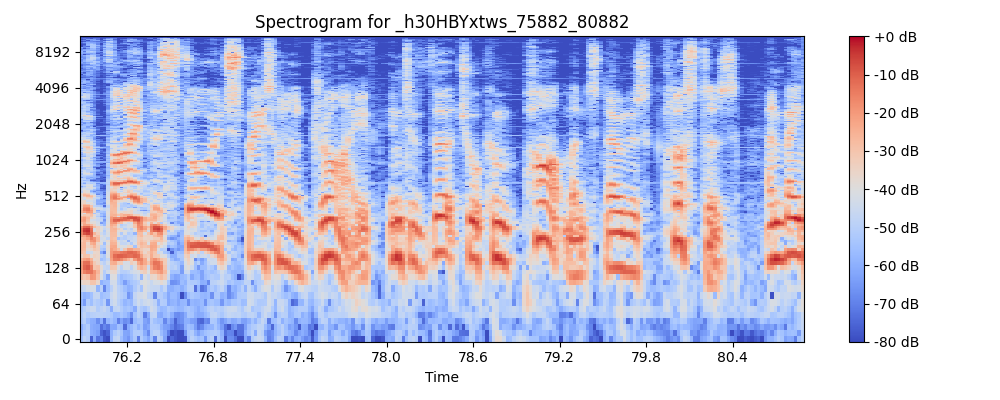 Spectrogram for _h30HBYxtws_75882_80882
8192
4096
2048
1024
512
256
128
64
0
Hz
76.2 76.8 77.4 78.0 78.6 79.2 79.8 80.4
Time
+0 dB
-10 dB
-20 dB
-30 dB
-40 dB
-50 dB
-60 dB
-70 dB
-80 dB